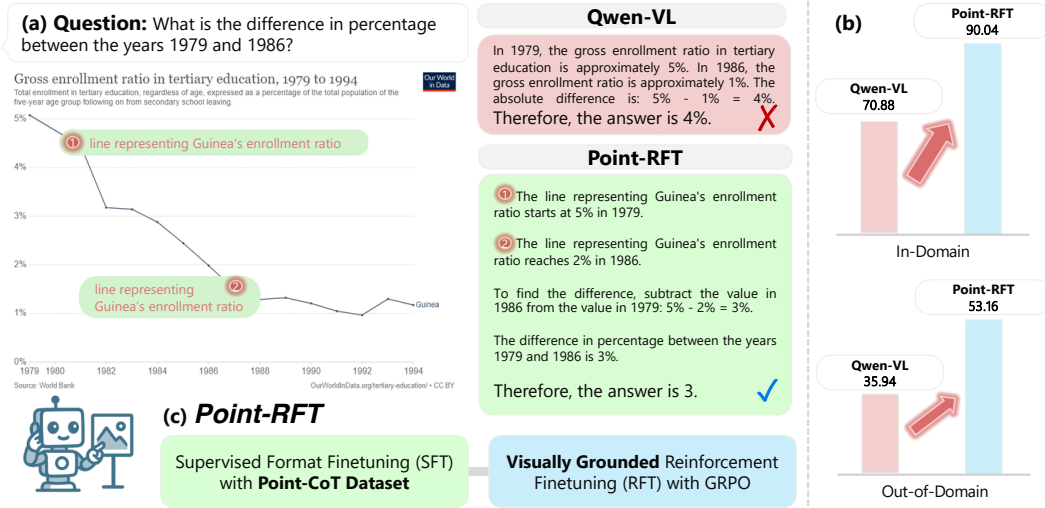 (a) Question: What is the difference in percentage
between the years 1979 and 1986?
Gross enrollment ratio in tertiary education, 1979 to 1994
Total enrollment in tertiary education, regardless of age, expressed as a percentage of the total population of the
five-year age group following on from secondary school leaving.
Our World
in Data
5%
4%
3%
2%
1%
0%
① line representing Guinea's enrollment ratio
②
line representing
Guinea's enrollment ratio
Guinea
1979 1980 1982 1984 1986 1988 1990 1992 1994
Source: World Bank
OurWorldInData.org/tertiary-education/ • CC BY
Qwen-VL
In 1979, the gross enrollment ratio in tertiary
education is approximately 5%. In 1986, the
gross enrollment ratio is approximately 1%. The
absolute difference is: 5% - 1% = 4%.
Therefore, the answer is 4%.
Point-RFT
① The line representing Guinea's enrollment
ratio starts at 5% in 1979.
② The line representing Guinea's enrollment
ratio reaches 2% in 1986.
To find the difference, subtract the value in
1986 from the value in 1979: 5% - 2% = 3%.
The difference in percentage between the years
1979 and 1986 is 3%.
Therefore, the answer is 3.
(b)
Point-RFT
90.04
Qwen-VL
70.88
In-Domain
Point-RFT
53.16
Qwen-VL
35.94
Out-of-Domain
(c) Point-RFT
Supervised Format Finetuning (SFT)
with Point-CoT Dataset
Visually Grounded Reinforcement
Finetuning (RFT) with GRPO